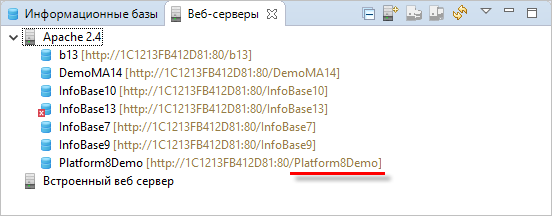 Информационные базы Веб-серверы
Apache 2.4
b13 [http://1C1213FB412D81:80/b13]
DemoMA14 [http://1C1213FB412D81:80/DemoMA14]
InfoBase10 [http://1C1213FB412D81:80/InfoBase10]
InfoBase13 [http://1C1213FB412D81:80/InfoBase13]
InfoBase7 [http://1C1213FB412D81:80/InfoBase7]
InfoBase9 [http://1C1213FB412D81:80/InfoBase9]
Platform8Demo [http://1C1213FB412D81:80/Platform8Demo]
Встроенный веб сервер